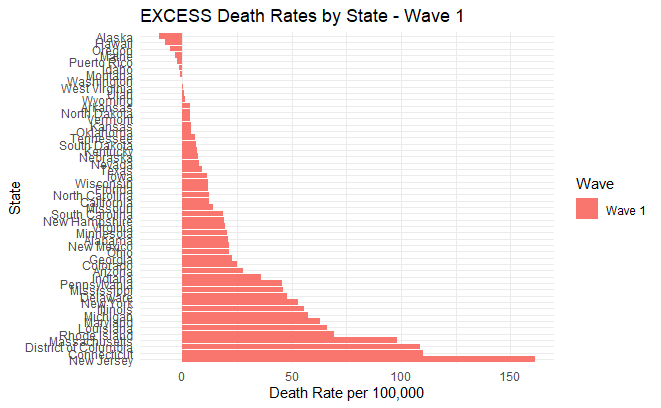 EXCESS Death Rates by State - Wave 1
Alaska
Hawaii
Oregon
Maine
Puerto Rico
Idaho
Montana
Washington
West Virginia
Utah
Wyoming
Arkansas
North Dakota
Vermont
Kansas
Oklahoma
Tennessee
South Dakota
Kentucky
Nebraska
Nevada
Texas
Iowa
Wisconsin
Florida
North Carolina
California
Missouri
South Carolina
New Hampshire
Virginia
Minnesota
Alabama
New Mexico
Ohio
Georgia
Colorado
Arizona
Indiana
Pennsylvania
Mississippi
Delaware
New York
Illinois
Michigan
Maryland
Louisiana
Rhode Island
Massachusetts
District of Columbia
Connecticut
New Jersey
State
0 50 100 150
Death Rate per 100,000
Wave
Wave 1